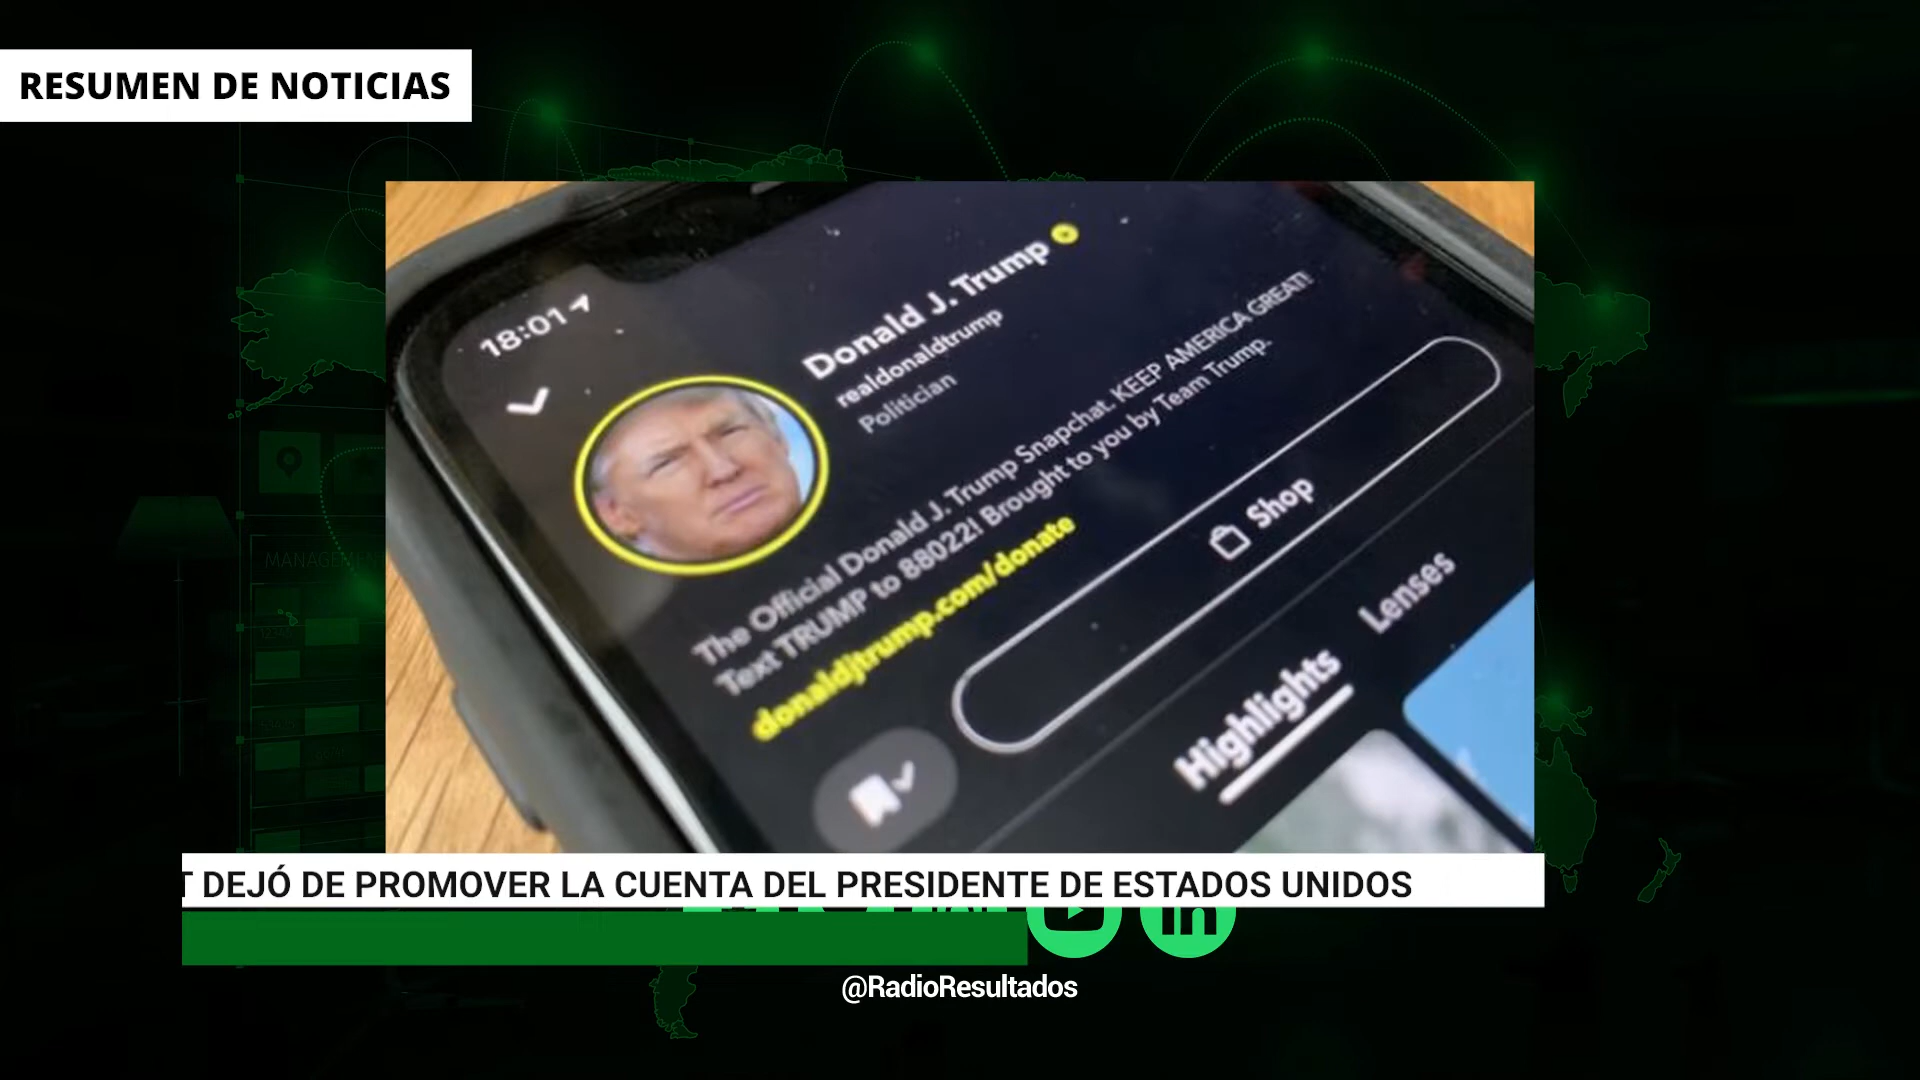 RESUMEN DE NOTICIAS
18:01
Donald J. Trump
realdonaldtrump
Politician
The Official Donald J. Trump Snapchat. KEEP AMERICA GREAT!
Text TRUMP to 88022! Brought to you by Team Trump.
donaldjtrump.com/donate
Shop
Highlights
Lenses
MANAGEMENT
T DEJÓ DE PROMOVER LA CUENTA DEL PRESIDENTE DE ESTADOS UNIDOS
in
@RadioResultados